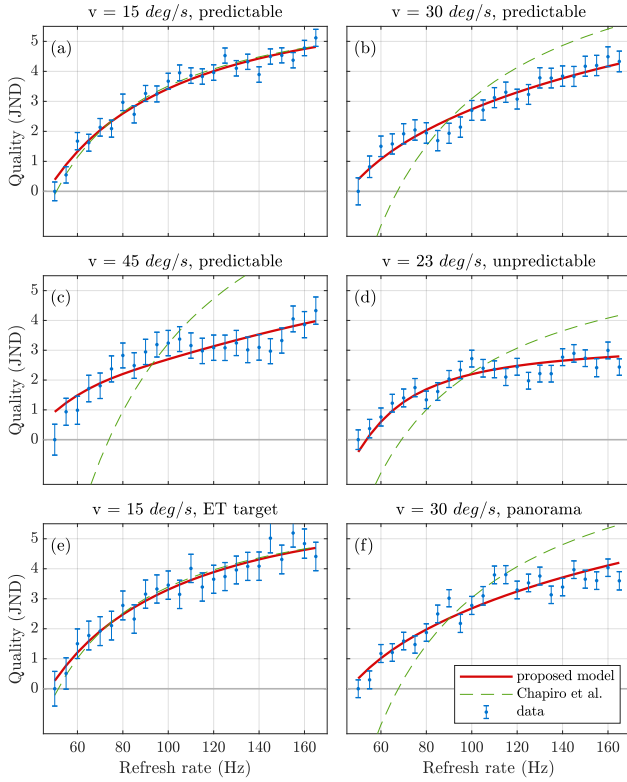 v = 15 deg/s, predictable
v = 30 deg/s, predictable
(a)
(b)
Quality (JND)
5
4
3
2
1
0
v = 45 deg/s, predictable
v = 23 deg/s, unpredictable
(c)
(d)
Quality (JND)
5
4
3
2
1
0
v = 15 deg/s, ET target
v = 30 deg/s, panorama
(e)
(f)
Quality (JND)
5
4
3
2
1
0
proposed model
Chapiro et al.
data
60 80 100 120 140 160
60 80 100 120 140 160
Refresh rate (Hz)
Refresh rate (Hz)